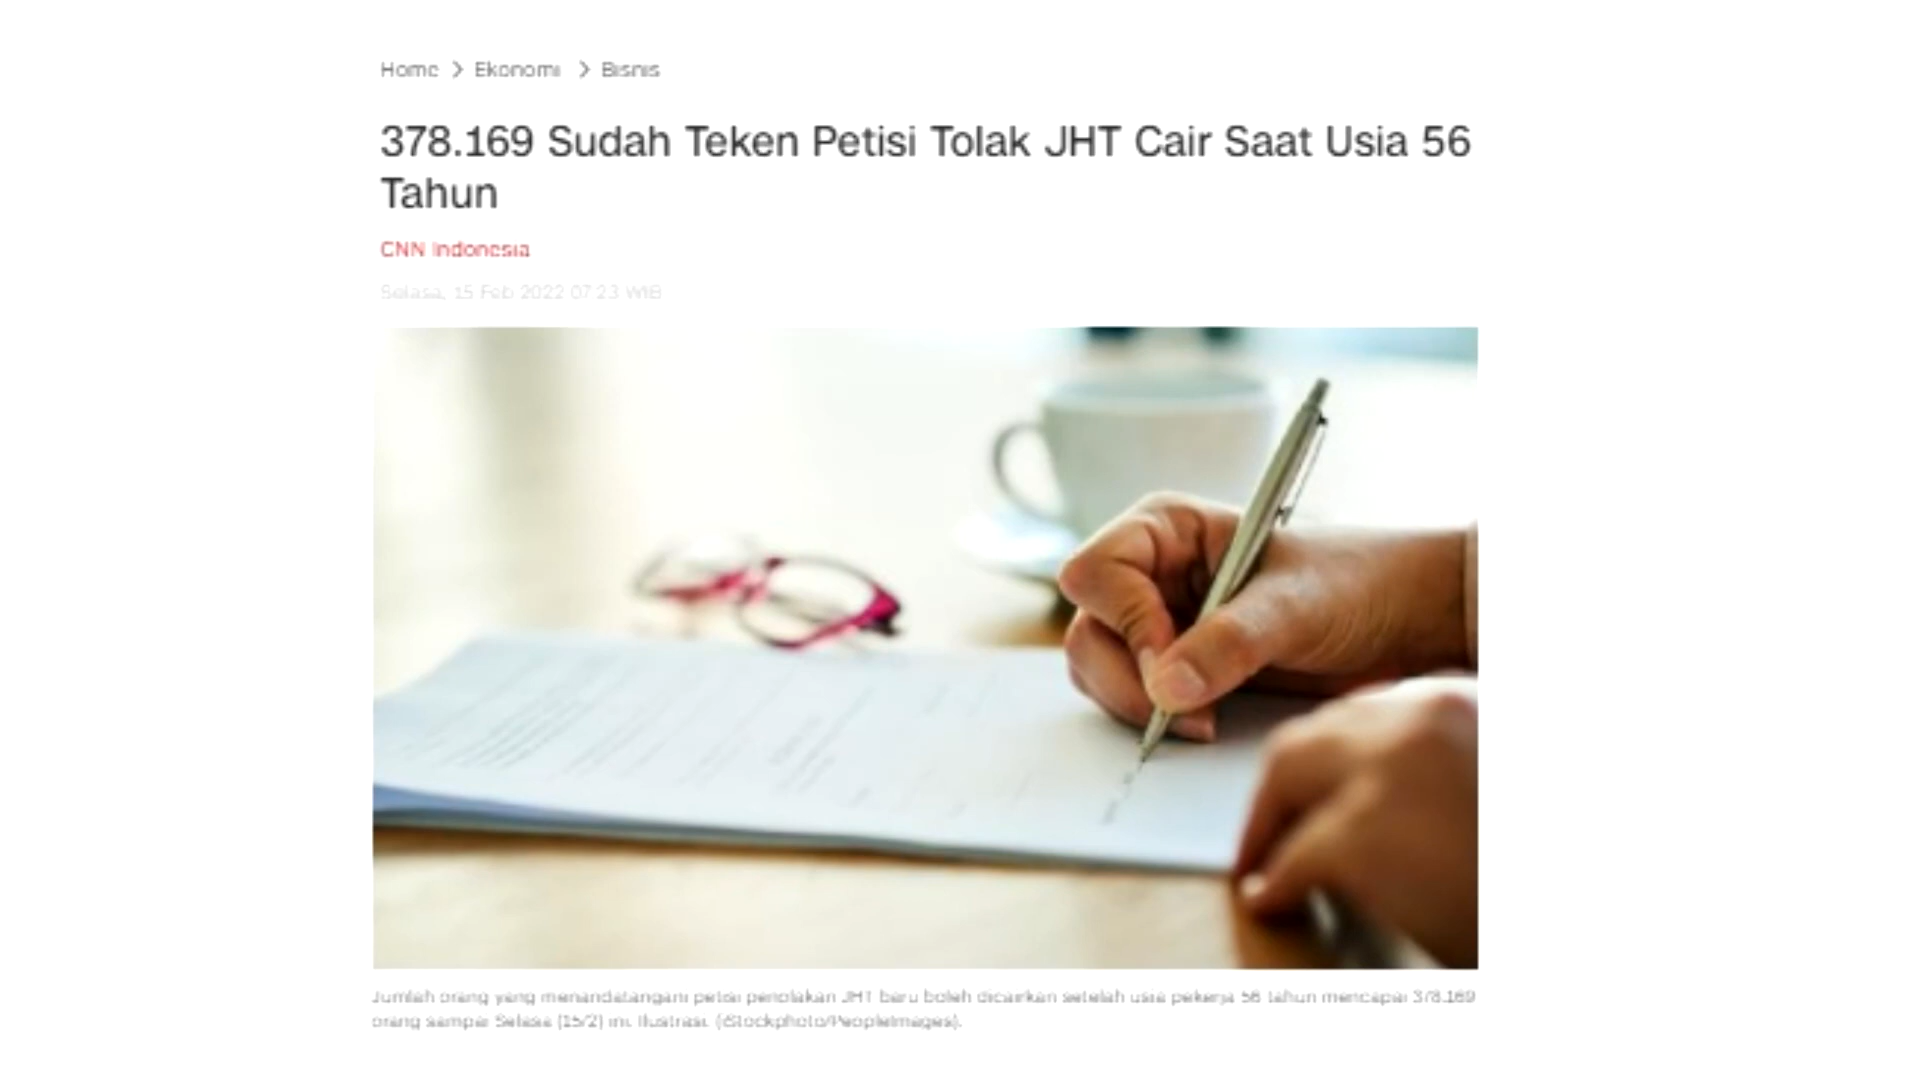 Home > Ekonomi > Bisnis
378.169 Sudah Teken Petisi Tolak JHT Cair Saat Usia 56
Tahun
CNN Indonesia
Selasa, 15 Feb 2022 07:23 WIB
Jumlah orang yang menandatangani petisi penolakan JHT baru boleh dicairkan setelah usia pekerja 56 tahun mencapai 378.169
orang sampai Selasa (15/2) ini. Ilustrasi. (iStockphoto/PeopleImages).